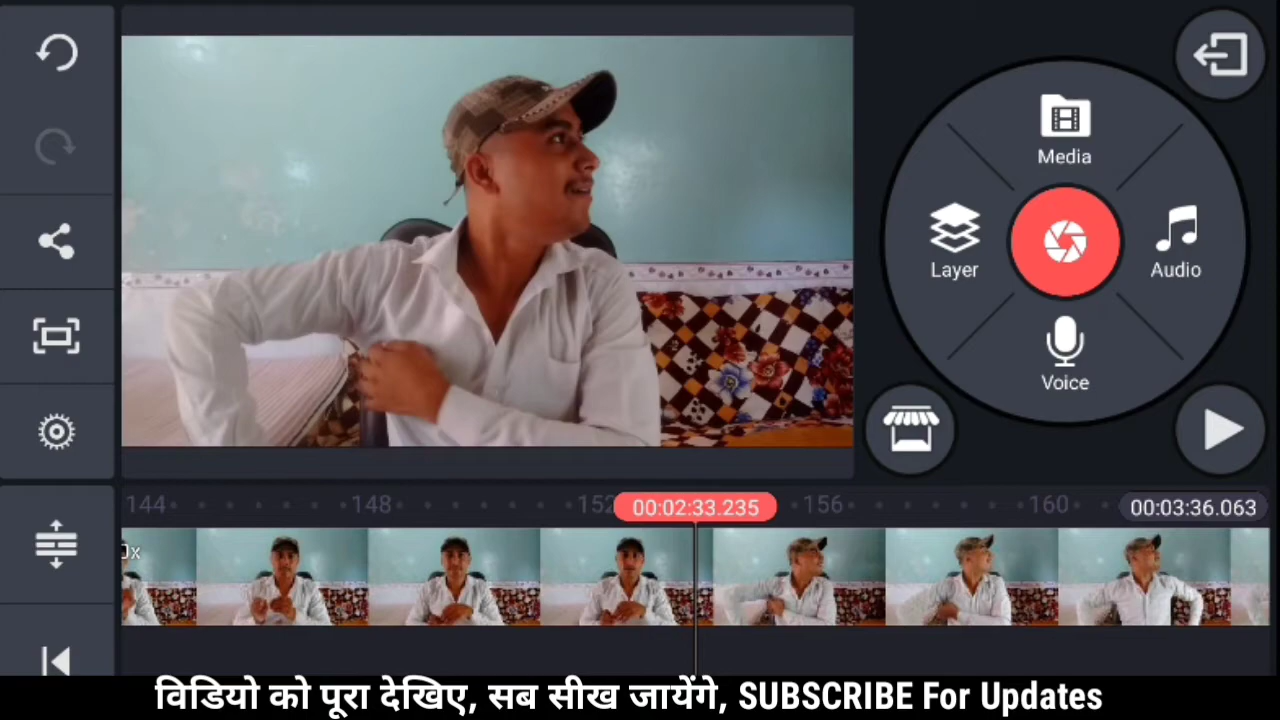 Media
Layer
Audio
Voice
144 148 152 00:02:33.235 156 160 00:03:36.063
0x
विडियो को पूरा देखिए, सब सीख जायेंगे, SUBSCRIBE For Updates